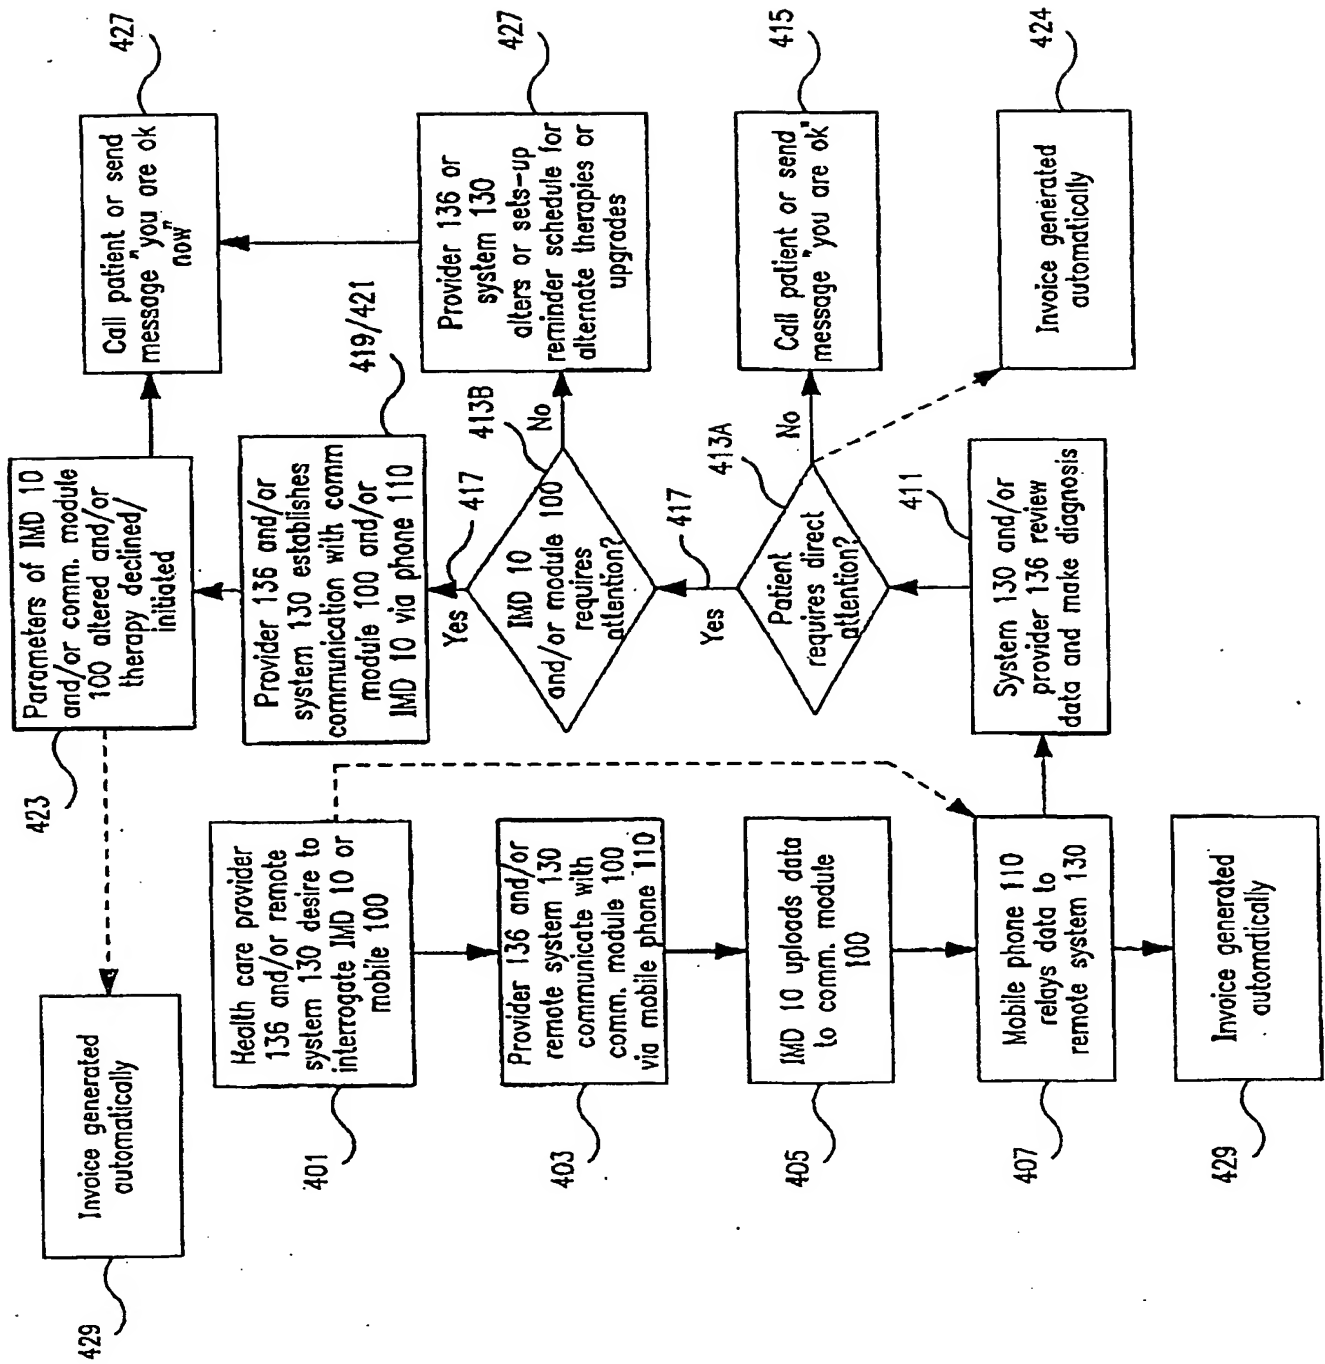 Health care provider
136 and/or remote
system 130 desire to
interrogate IMD 10 or
mobile 100
401
Provider 136 and/or
remote system 130
communicate with
comm. module 100
via mobile phone 110
403
IMD 10 uploads data
to comm. module
100
405
Mobile phone 110
relays data to
remote system 130
407
Invoice generated
automatically
429
System 130 and/or
provider 136 review
data and make diagnosis
411
Patient
requires direct
attention?
413A
No
Yes
417
Call patient or send
message "you are ok"
415
Invoice generated
automatically
424
IMD 10
and/or module 100
requires
attention?
413B
No
Yes
417
Provider 136 or
system 130
alters or sets-up
reminder schedule for
alternate therapies or
upgrades
427
Provider 136 and/or
system 130 establishes
communication with comm
module 100 and/or
IMD 10 via phone 110
419/421
Parameters of IMD 10
and/or comm. module
100 altered and/or
therapy declined/
initiated
423
Call patient or send
message "you are ok
now"
427
Invoice generated
automatically
429